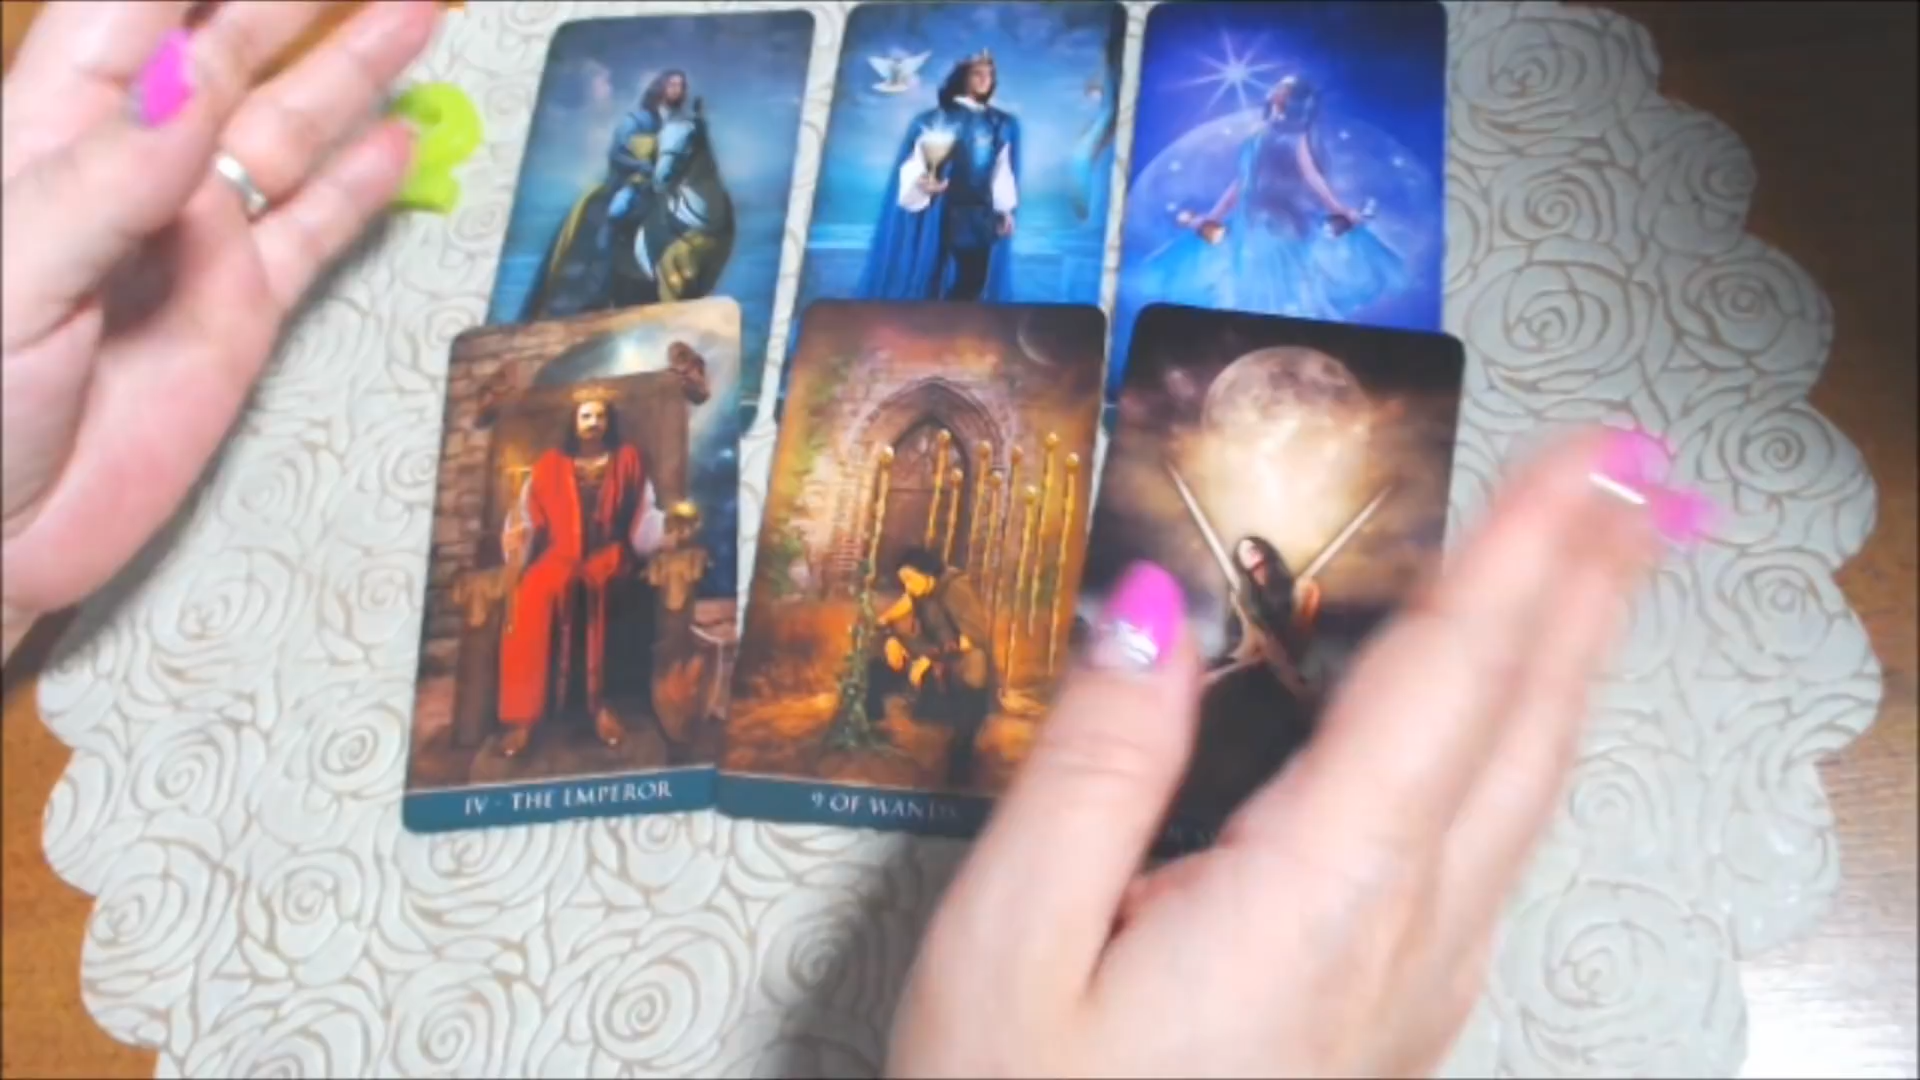 IV - THE EMPEROR
9 OF WANDS